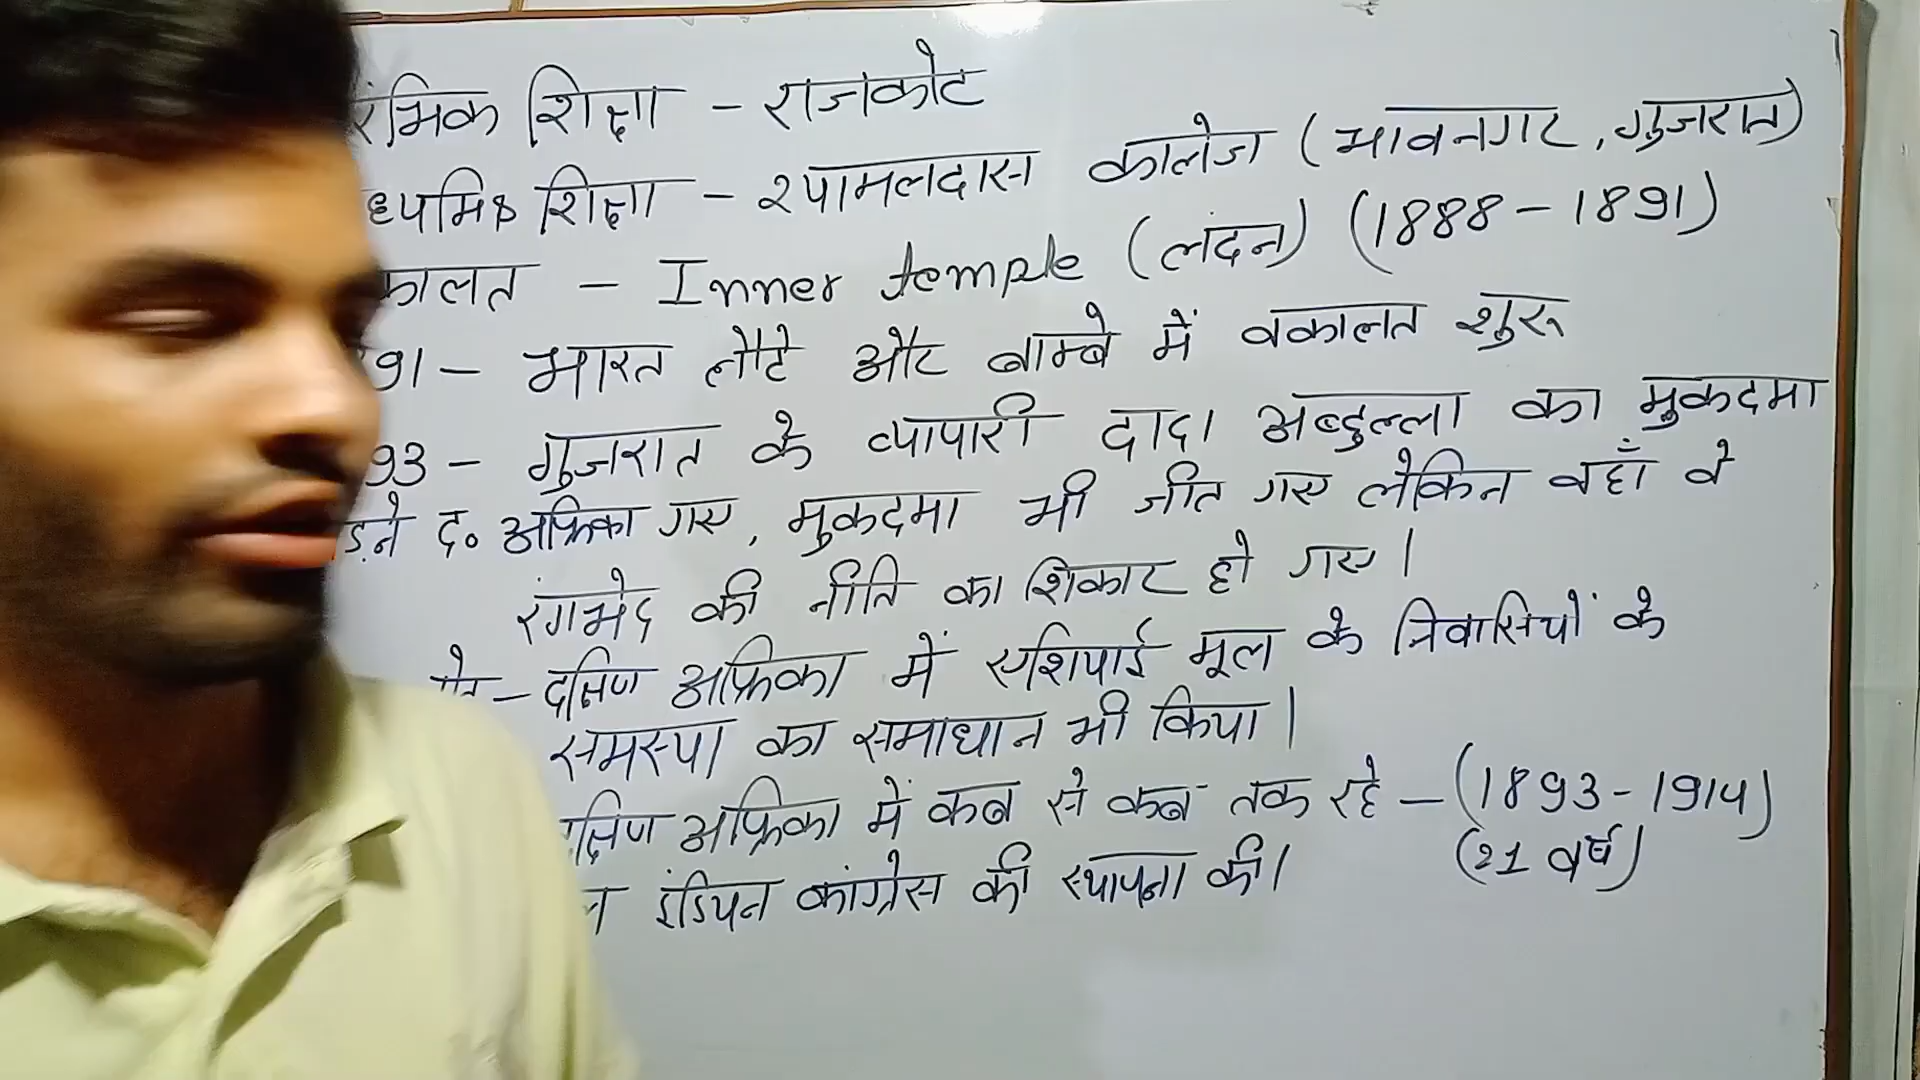 रंभिक शिक्षा - राजकोट
ध्यमिक शिक्षा - श्यामलदास कालेज (भावनगर, गुजरात)
कालत - Inner temple (लंदन) (1888-1891)
91 - भारत लौटे और बाम्बे में वकालत शुरू
93 - गुजरात के व्यापारी दादा अब्दुल्ला का मुकदमा
ड़ने द० अफ्रिका गए, मुकदमा भी जीत गए लेकिन वहाँ वे
रंगभेद की नीति का शिकार हो गए।
- दक्षिण अफ्रिका में एशियाई मूल के निवासियों के
समस्या का समाधान भी किया।
दक्षिण अफ्रिका में कब से कब तक रहे - (1893-1914)
(21 वर्ष)
ल इंडियन कांग्रेस की स्थापना की।